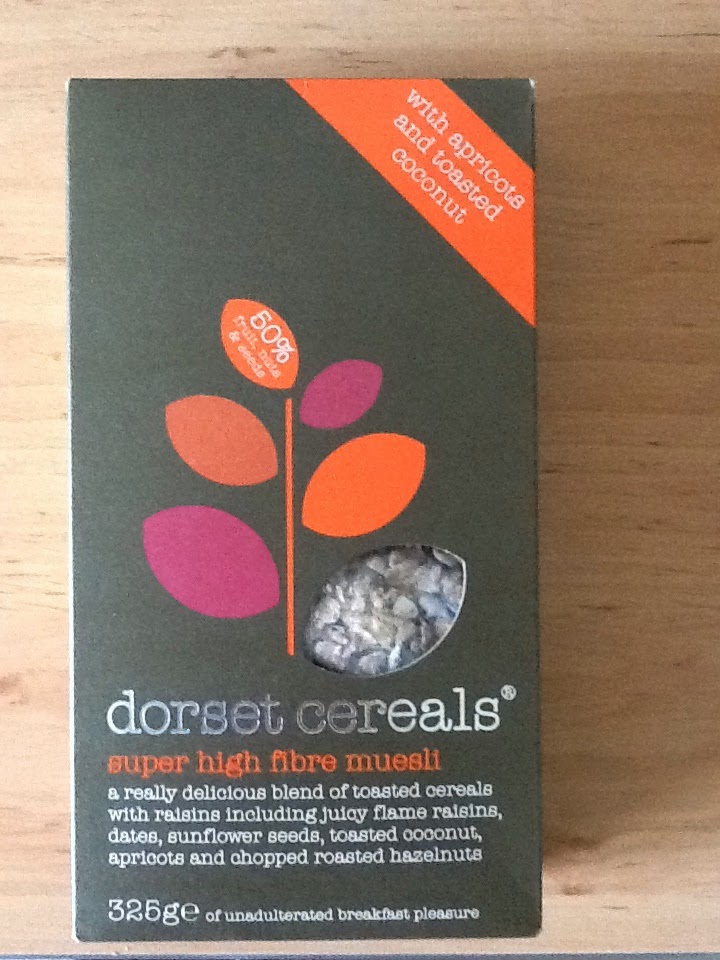 with apricots
and toasted
coconut
50%
fruit, nuts
& seeds
dorset cereals®
super high fibre muesli
a really delicious blend of toasted cereals
with raisins including juicy flame raisins,
dates, sunflower seeds, toasted coconut,
apricots and chopped roasted hazelnuts
325g℮ of unadulterated breakfast pleasure